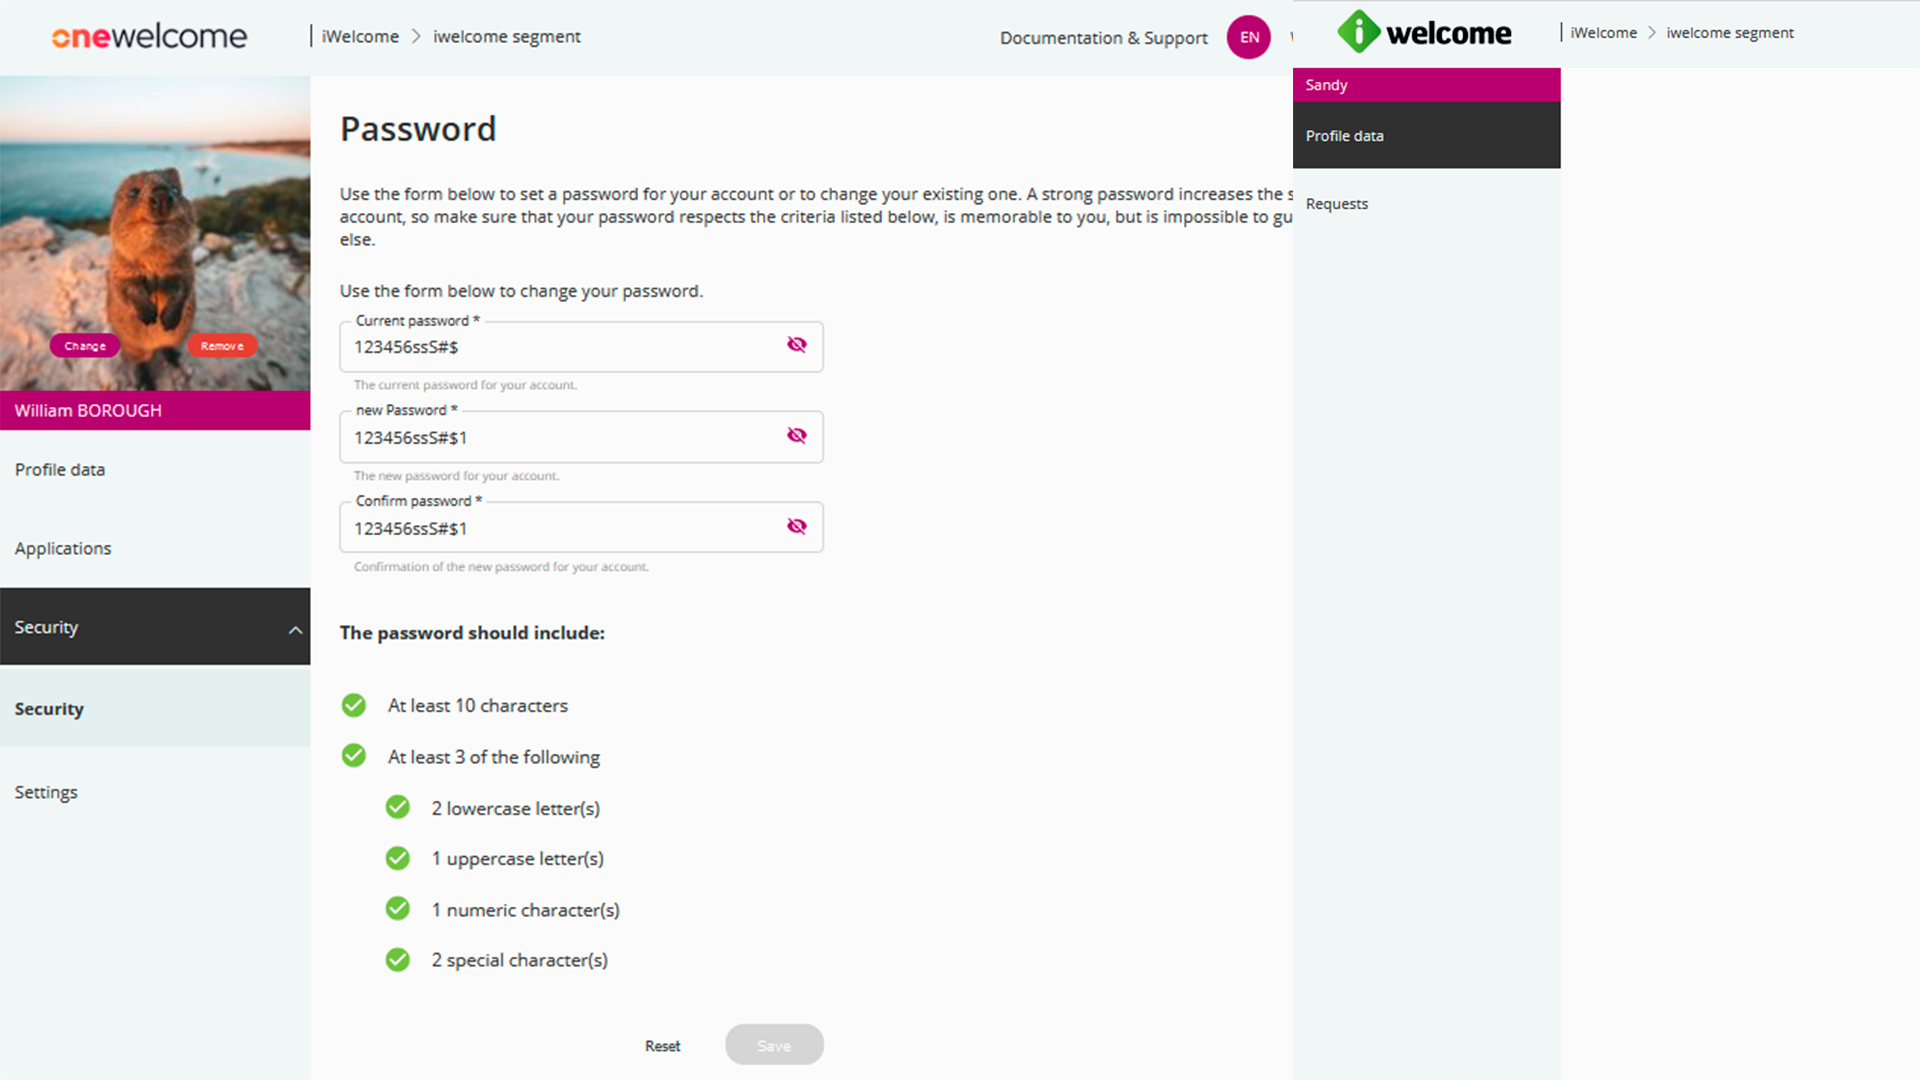 onewelcome
iWelcome > iwelcome segment
Documentation & Support
EN
Change
Remove
William BOROUGH
Profile data
Applications
Security
Security
Settings
Password
Use the form below to set a password for your account or to change your existing one. A strong password increases the s
account, so make sure that your password respects the criteria listed below, is memorable to you, but is impossible to gu
else.
Use the form below to change your password.
Current password *
123456ssS#$
The current password for your account.
new Password *
123456ssS#$1
The new password for your account.
Confirm password *
123456ssS#$1
Confirmation of the new password for your account.
The password should include:
At least 10 characters
At least 3 of the following
2 lowercase letter(s)
1 uppercase letter(s)
1 numeric character(s)
2 special character(s)
Reset
Save
i welcome
iWelcome > iwelcome segment
Sandy
Profile data
Requests